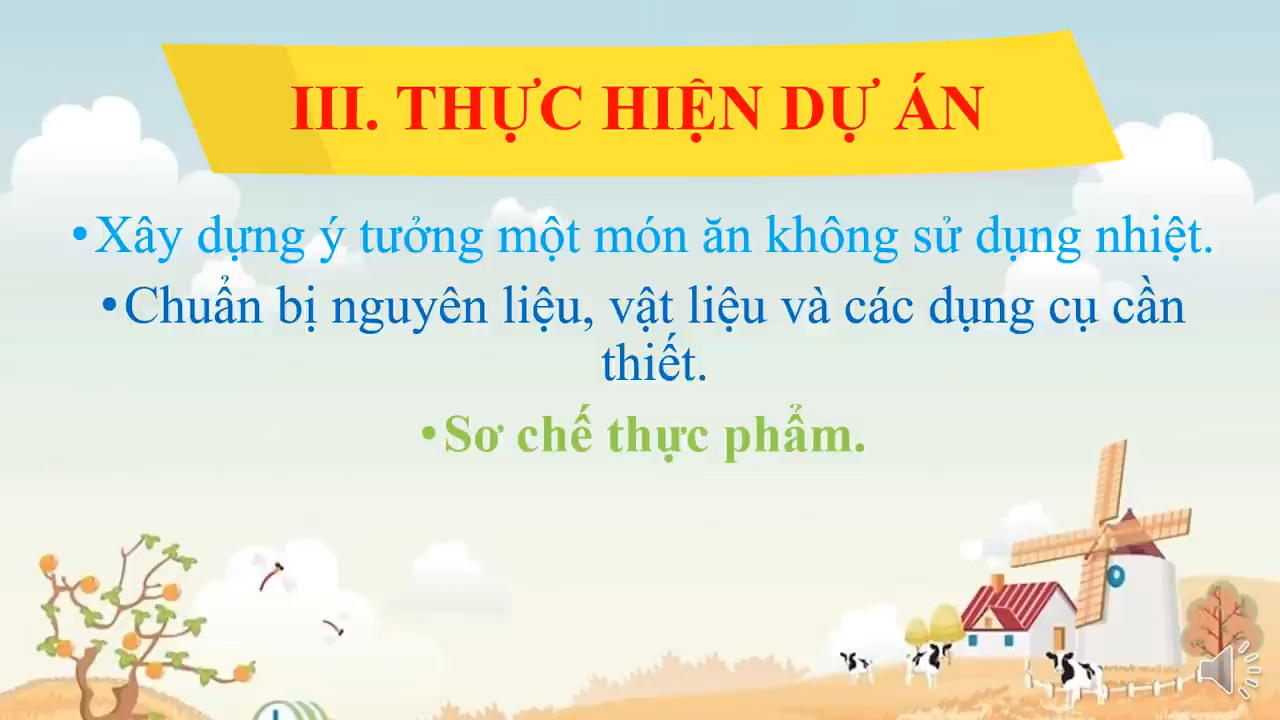 III. THỰC HIỆN DỰ ÁN
•Xây dựng ý tưởng một món ăn không sử dụng nhiệt.
•Chuẩn bị nguyên liệu, vật liệu và các dụng cụ cần
thiết.
•Sơ chế thực phẩm.